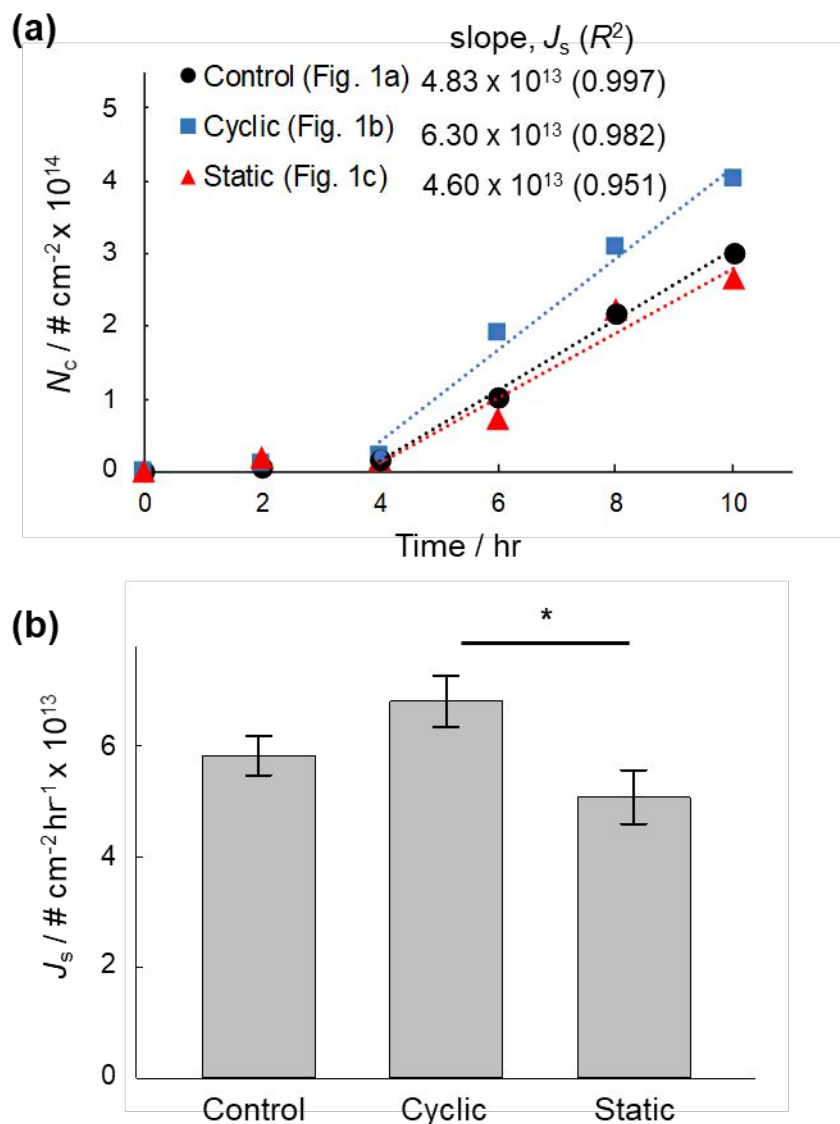 (a)
slope, Js (R²)
Control (Fig. 1a) 4.83 x 10¹³ (0.997)
Cyclic (Fig. 1b) 6.30 x 10¹³ (0.982)
Static (Fig. 1c) 4.60 x 10¹³ (0.951)
Nc / # cm⁻² x 10¹⁴
5
4
3
2
1
0
0 2 4 6 8 10
Time / hr
(b)
*
Js / # cm⁻² hr⁻¹ x 10¹³
6
4
2
0
Control Cyclic Static